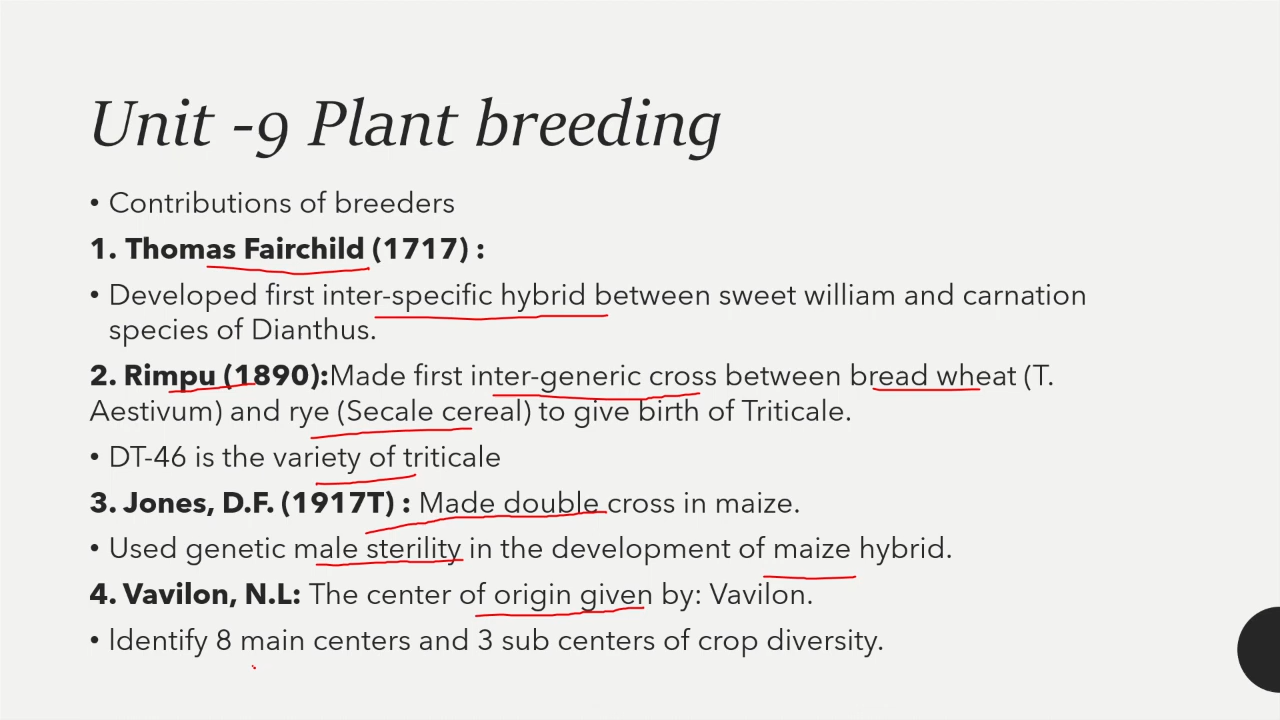 Unit -9 Plant breeding
• Contributions of breeders
1. Thomas Fairchild (1717) :
• Developed first inter-specific hybrid between sweet william and carnation
species of Dianthus.
2. Rimpu (1890):Made first inter-generic cross between bread wheat (T.
Aestivum) and rye (Secale cereal) to give birth of Triticale.
• DT-46 is the variety of triticale
3. Jones, D.F. (1917T) : Made double cross in maize.
• Used genetic male sterility in the development of maize hybrid.
4. Vavilon, N.L: The center of origin given by: Vavilon.
• Identify 8 main centers and 3 sub centers of crop diversity.